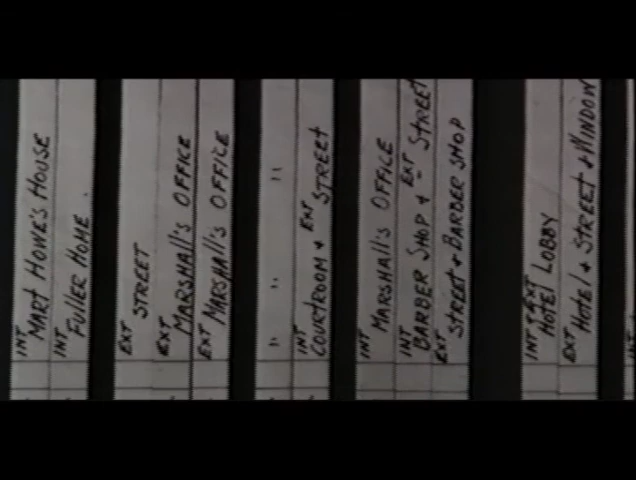 INT
MART HOWE'S HOUSE
INT
FULLER HOME.
EXT STREET
EXT MARSHALL'S OFFICE
EXT MARSHALL'S OFFICE
" " "
INT EXT
COURTROOM & STREET
INT MARSHALL'S OFFICE
INT EXT
BARBER SHOP & STREET
EXT
STREET & BARBER SHOP
INT & EXT
HOTEL LOBBY
EXT
HOTEL & STREET & WINDOW